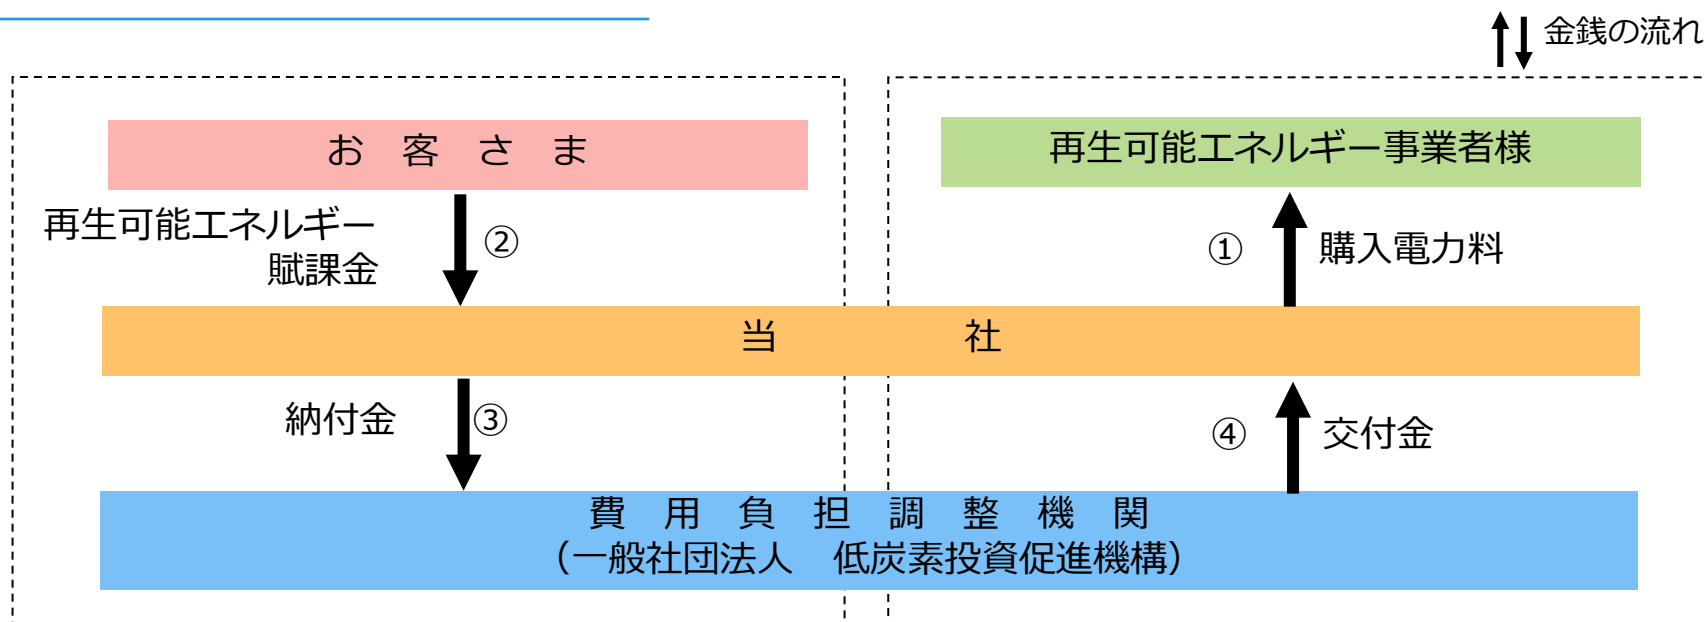 金銭の流れ
お　客　さ　ま
再生可能エネルギー事業者様
再生可能エネルギー
賦課金
②
①
購入電力料
当　　　　　社
納付金
③
④
交付金
費　用　負　担　調　整　機　関
（一般社団法人　低炭素投資促進機構）